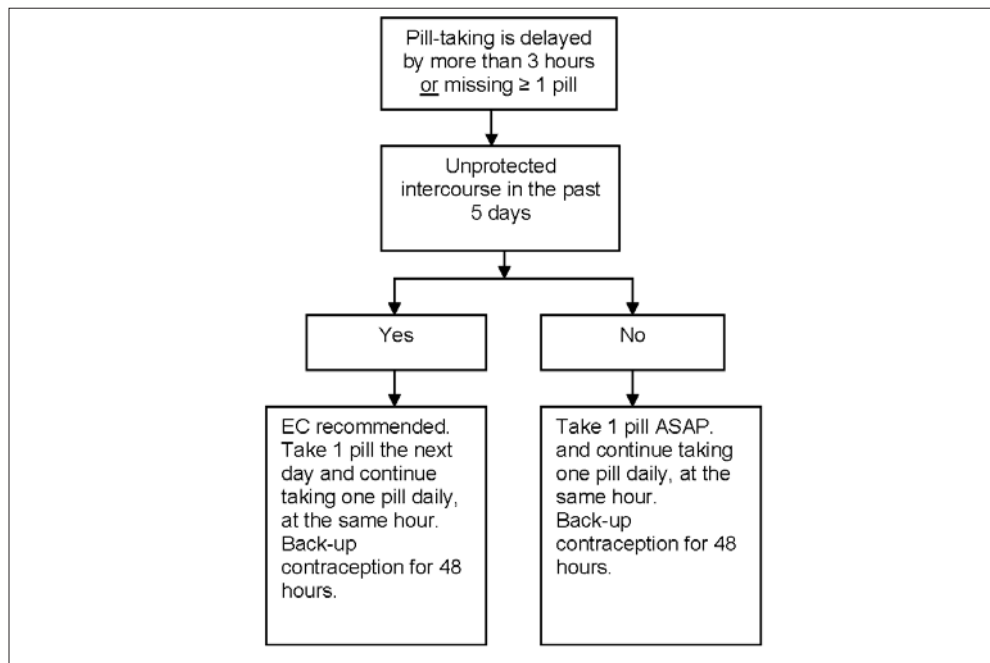 Pill-taking is delayed
by more than 3 hours
or missing ≥ 1 pill
Unprotected
intercourse in the past
5 days
Yes
No
EC recommended.
Take 1 pill the next
day and continue
taking one pill daily,
at the same hour.
Back-up
contraception for 48
hours.
Take 1 pill ASAP.
and continue taking
one pill daily, at the
same hour.
Back-up
contraception for 48
hours.